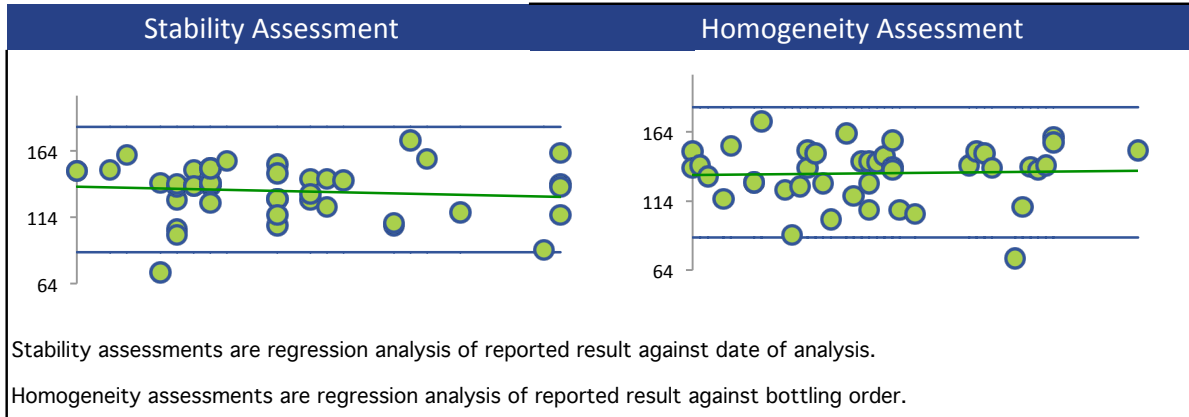 Stability Assessment
Homogeneity Assessment
164
114
64
164
114
64
Stability assessments are regression analysis of reported result against date of analysis.
Homogeneity assessments are regression analysis of reported result against bottling order.